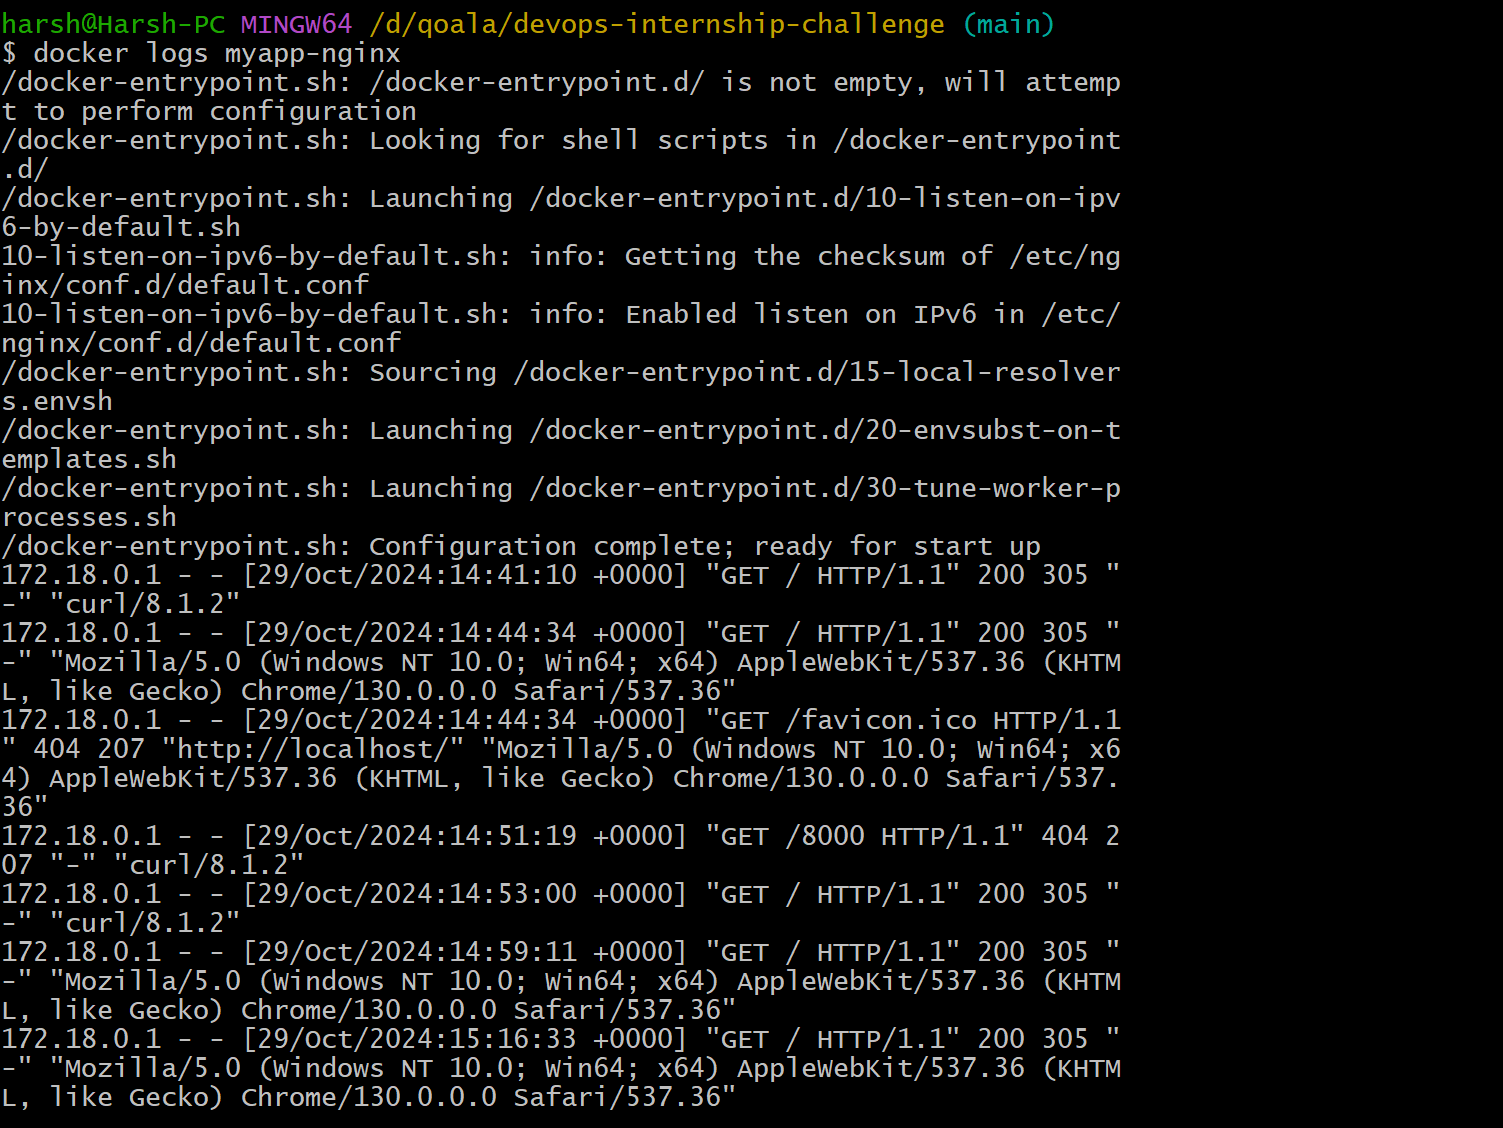 harsh@Harsh-PC MINGW64 /d/qoala/devops-internship-challenge (main)
$ docker logs myapp-nginx
/docker-entrypoint.sh: /docker-entrypoint.d/ is not empty, will attemp
t to perform configuration
/docker-entrypoint.sh: Looking for shell scripts in /docker-entrypoint
.d/
/docker-entrypoint.sh: Launching /docker-entrypoint.d/10-listen-on-ipv
6-by-default.sh
10-listen-on-ipv6-by-default.sh: info: Getting the checksum of /etc/ng
inx/conf.d/default.conf
10-listen-on-ipv6-by-default.sh: info: Enabled listen on IPv6 in /etc/
nginx/conf.d/default.conf
/docker-entrypoint.sh: Sourcing /docker-entrypoint.d/15-local-resolver
s.envsh
/docker-entrypoint.sh: Launching /docker-entrypoint.d/20-envsubst-on-t
emplates.sh
/docker-entrypoint.sh: Launching /docker-entrypoint.d/30-tune-worker-p
rocesses.sh
/docker-entrypoint.sh: Configuration complete; ready for start up
172.18.0.1 - - [29/Oct/2024:14:41:10 +0000] "GET / HTTP/1.1" 200 305 "
-" "curl/8.1.2"
172.18.0.1 - - [29/Oct/2024:14:44:34 +0000] "GET / HTTP/1.1" 200 305 "
-" "Mozilla/5.0 (Windows NT 10.0; Win64; x64) AppleWebKit/537.36 (KHTM
L, like Gecko) Chrome/130.0.0.0 Safari/537.36"
172.18.0.1 - - [29/Oct/2024:14:44:34 +0000] "GET /favicon.ico HTTP/1.1
" 404 207 "http://localhost/" "Mozilla/5.0 (Windows NT 10.0; Win64; x6
4) AppleWebKit/537.36 (KHTML, like Gecko) Chrome/130.0.0.0 Safari/537.
36"
172.18.0.1 - - [29/Oct/2024:14:51:19 +0000] "GET /8000 HTTP/1.1" 404 2
07 "-" "curl/8.1.2"
172.18.0.1 - - [29/Oct/2024:14:53:00 +0000] "GET / HTTP/1.1" 200 305 "
-" "curl/8.1.2"
172.18.0.1 - - [29/Oct/2024:14:59:11 +0000] "GET / HTTP/1.1" 200 305 "
-" "Mozilla/5.0 (Windows NT 10.0; Win64; x64) AppleWebKit/537.36 (KHTM
L, like Gecko) Chrome/130.0.0.0 Safari/537.36"
172.18.0.1 - - [29/Oct/2024:15:16:33 +0000] "GET / HTTP/1.1" 200 305 "
-" "Mozilla/5.0 (Windows NT 10.0; Win64; x64) AppleWebKit/537.36 (KHTM
L, like Gecko) Chrome/130.0.0.0 Safari/537.36"